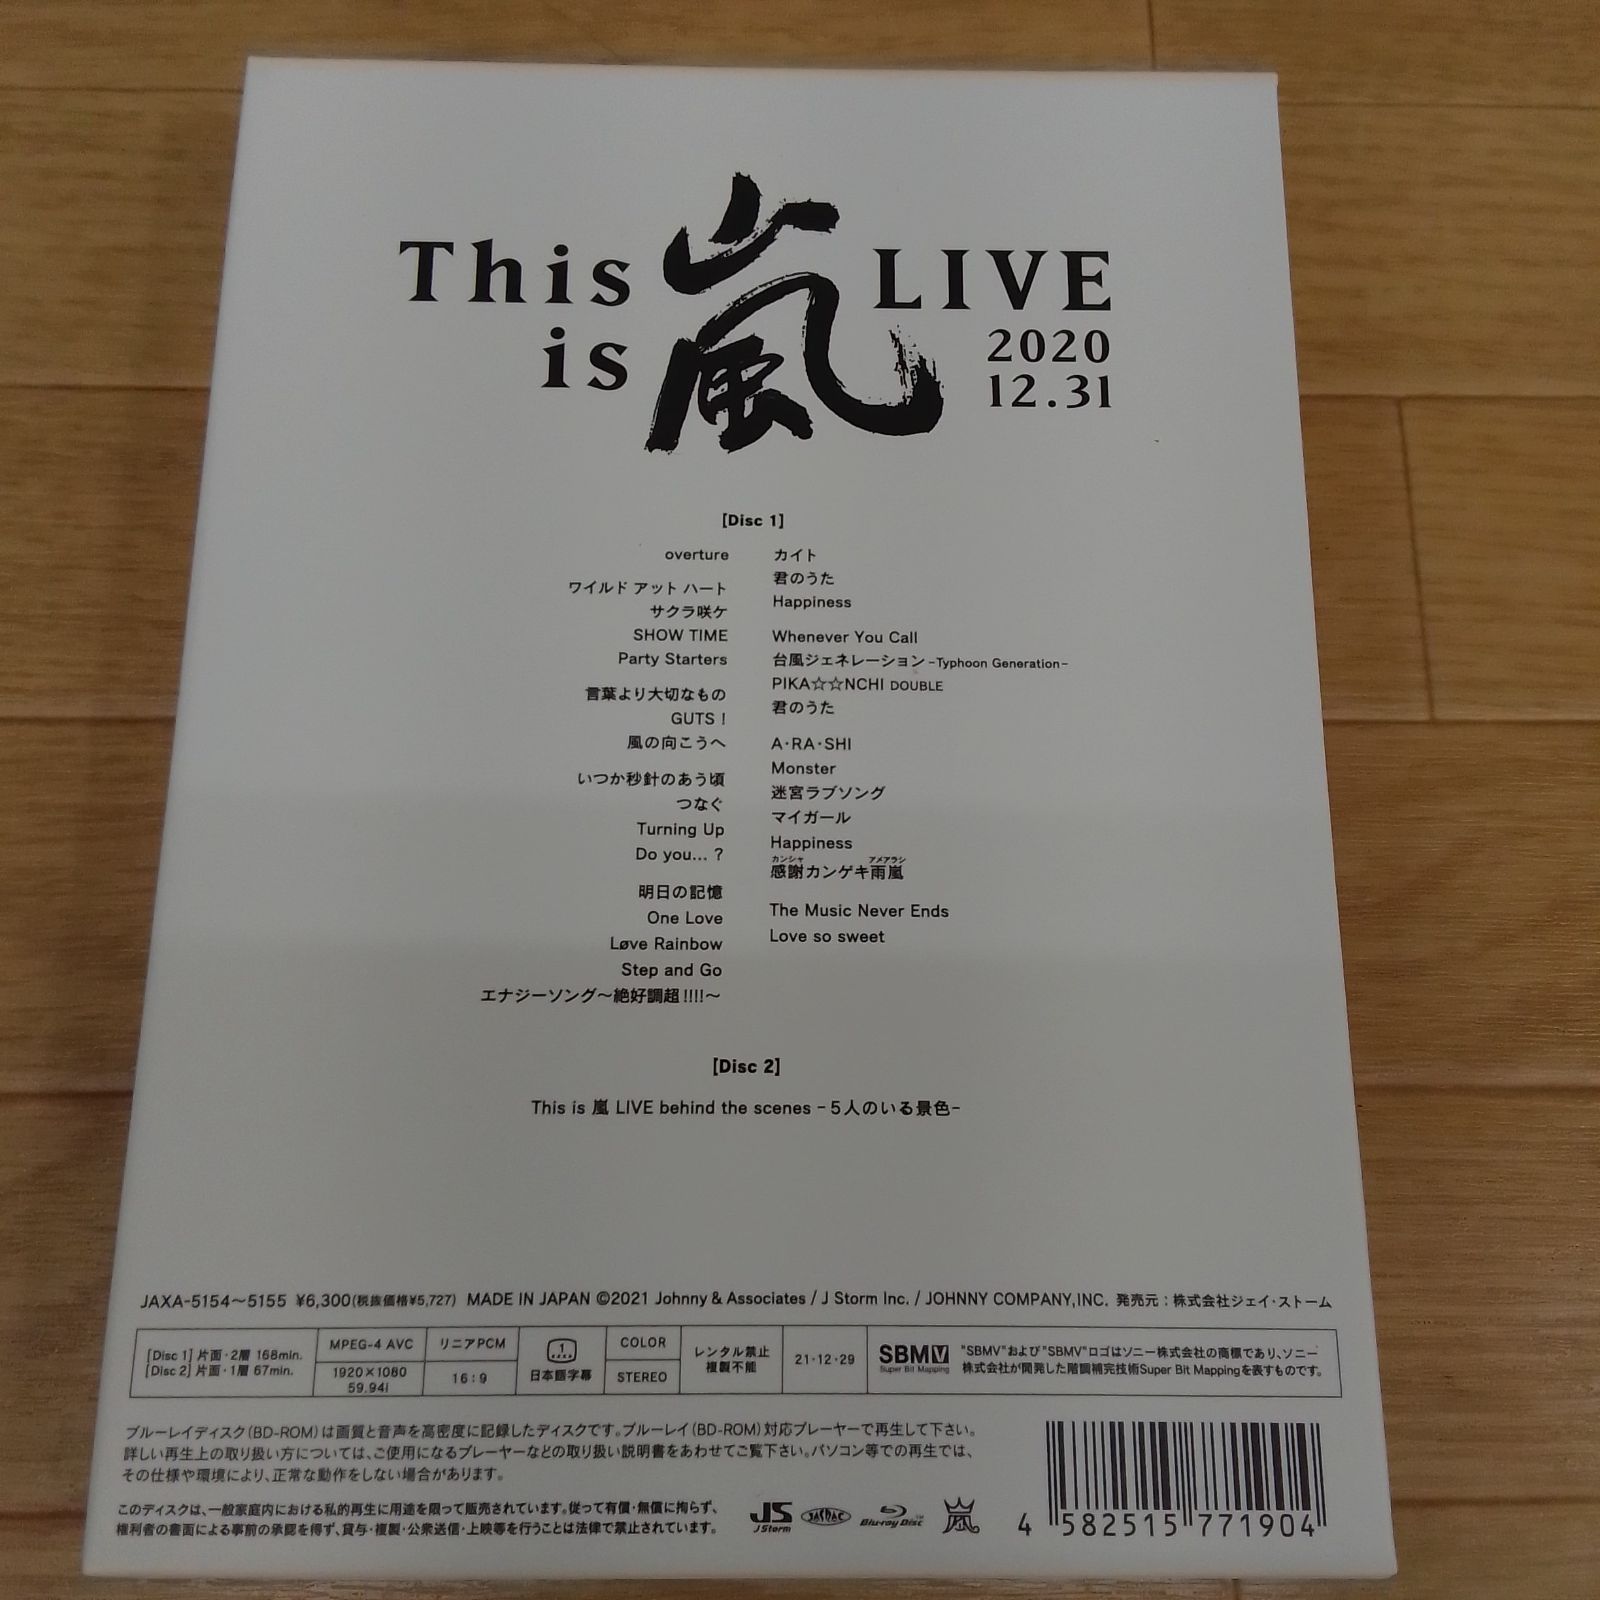 This
is
嵐
LIVE
2020
12.31
[Disc 1]
overture
ワイルド アット ハート
サクラ咲ケ
SHOW TIME
Party Starters
言葉より大切なもの
GUTS !
風の向こうへ
いつか秒針のあう頃
つなぐ
Turning Up
Do you... ?
明日の記憶
One Love
Løve Rainbow
Step and Go
エナジーソング～絶好調超!!!!～
カイト
君のうた
Happiness
Whenever You Call
台風ジェネレーション -Typhoon Generation-
PIKA☆☆NCHI DOUBLE
君のうた
A・RA・SHI
Monster
迷宮ラブソング
マイガール
Happiness
カンシャ アメアラシ
感謝カンゲキ雨嵐
The Music Never Ends
Love so sweet
[Disc 2]
This is 嵐 LIVE behind the scenes -5人のいる景色-
JAXA-5154～5155 ¥6,300(税抜価格¥5,727) MADE IN JAPAN ©2021 Johnny & Associates / J Storm Inc. / JOHNNY COMPANY,INC. 発売元：株式会社ジェイ・ストーム
[Disc 1] 片面・2層 168min.
[Disc 2] 片面・1層 67min.
MPEG-4 AVC
1920×1080
59.94i
リニアPCM
16：9
1
日本語字幕
COLOR
STEREO
レンタル禁止
複製不能
21・12・29
SBMV
Super Bit Mapping
"SBMV"および"SBMV"ロゴはソニー株式会社の商標であり、ソニー
株式会社が開発した階調補完技術Super Bit Mappingを表すものです。
ブルーレイディスク（BD-ROM）は画質と音声を高密度に記録したディスクです。ブルーレイ（BD-ROM）対応プレーヤーで再生して下さい。
詳しい再生上の取り扱い方については、ご使用になるプレーヤーなどの取り扱い説明書をあわせてご覧下さい。パソコン等での再生では、
その仕様や環境により、正常な動作をしない場合があります。
このディスクは、一般家庭内における私的再生に用途を限って販売されています。従って有償・無償に拘らず、
権利者の書面による事前の承認を得ず、貸与・複製・公衆送信・上映等を行うことは法律で禁止されています。
JS
J Storm
JASRAC
Blu-ray Disc
嵐
4 582515 771904